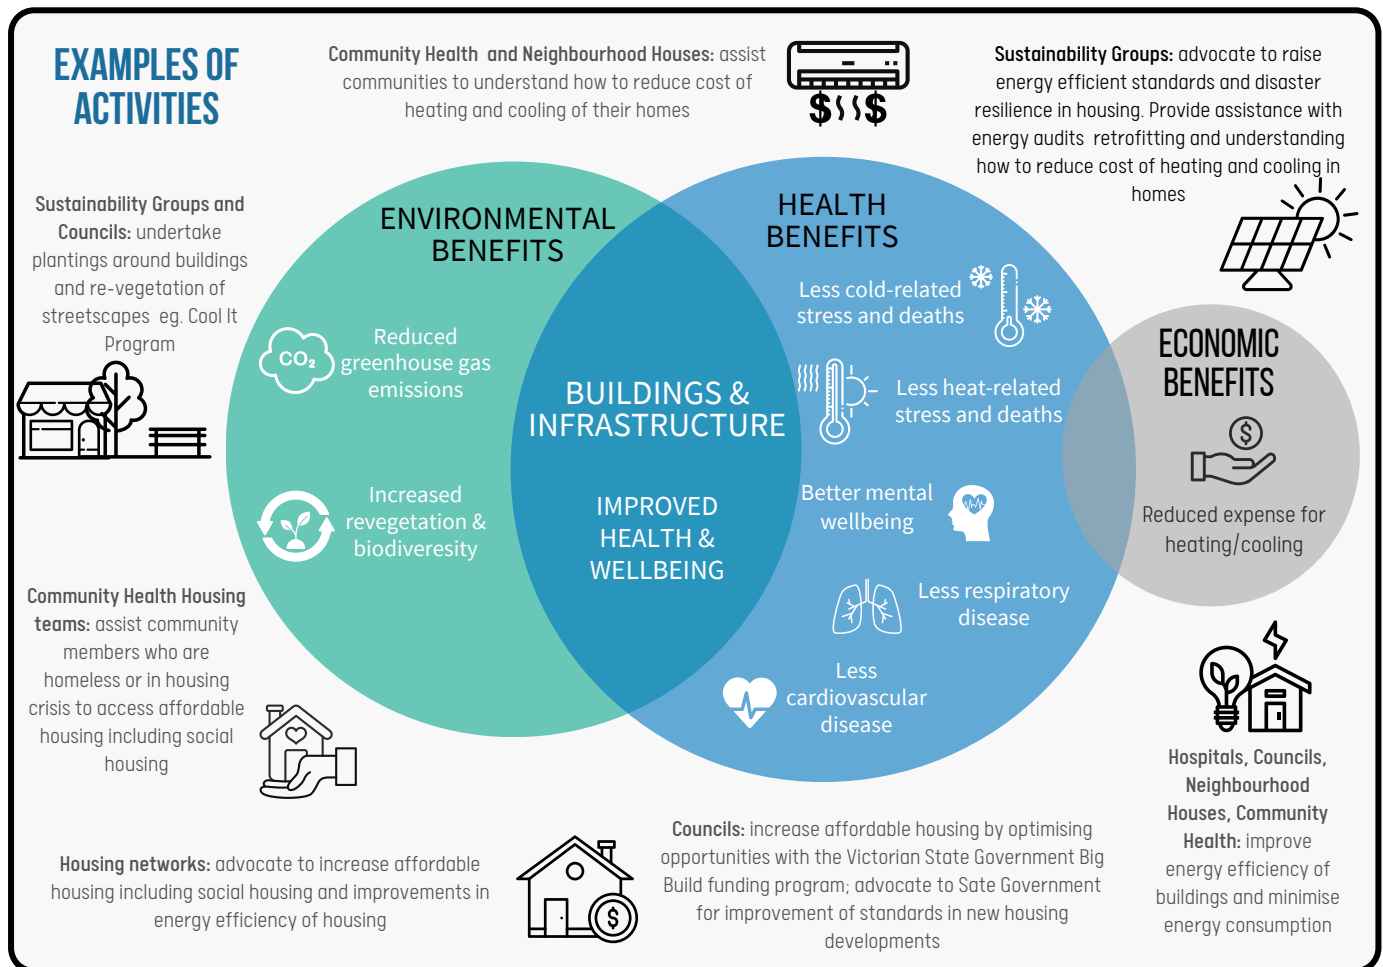 EXAMPLES OF
ACTIVITIES
Community Health and Neighbourhood Houses: assist
communities to understand how to reduce cost of
heating and cooling of their homes
$ $
Sustainability Groups: advocate to raise
energy efficient standards and disaster
resilience in housing. Provide assistance with
energy audits retrofitting and understanding
how to reduce cost of heating and cooling in
homes
Sustainability Groups and
Councils: undertake
plantings around buildings
and re-vegetation of
streetscapes eg. Cool It
Program
ENVIRONMENTAL
BENEFITS
CO₂
Reduced
greenhouse gas
emissions
Increased
revegetation &
biodiveresity
BUILDINGS &
INFRASTRUCTURE
IMPROVED
HEALTH &
WELLBEING
HEALTH
BENEFITS
Less cold-related
stress and deaths
Less heat-related
stress and deaths
Better mental
wellbeing
Less respiratory
disease
Less
cardiovascular
disease
ECONOMIC
BENEFITS
$
Reduced expense for
heating/cooling
Community Health Housing
teams: assist community
members who are
homeless or in housing
crisis to access affordable
housing including social
housing
Housing networks: advocate to increase affordable
housing including social housing and improvements in
energy efficiency of housing
$
Councils: increase affordable housing by optimising
opportunities with the Victorian State Government Big
Build funding program; advocate to Sate Government
for improvement of standards in new housing
developments
Hospitals, Councils,
Neighbourhood
Houses, Community
Health: improve
energy efficiency of
buildings and minimise
energy consumption